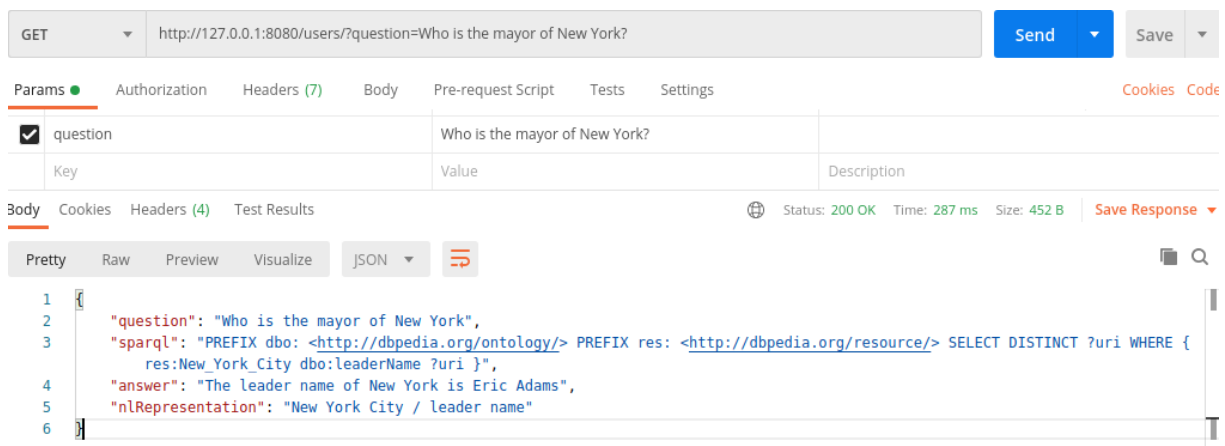 GET http://127.0.0.1:8080/users/?question=Who is the mayor of New York? Send Save
Params Authorization Headers (7) Body Pre-request Script Tests Settings Cookies Code
question Who is the mayor of New York?
Key Value Description
Body Cookies Headers (4) Test Results Status: 200 OK Time: 287 ms Size: 452 B Save Response
Pretty Raw Preview Visualize JSON
1 {
2 "question": "Who is the mayor of New York",
3 "sparql": "PREFIX dbo: <http://dbpedia.org/ontology/> PREFIX res: <http://dbpedia.org/resource/> SELECT DISTINCT ?uri WHERE {
res:New_York_City dbo:leaderName ?uri }",
4 "answer": "The leader name of New York is Eric Adams",
5 "nlRepresentation": "New York City / leader name"
6 }